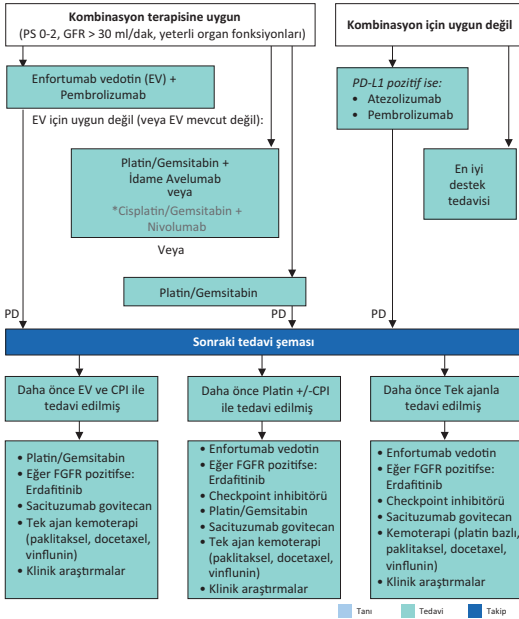 Kombinasyon terapisine uygun
(PS 0-2, GFR > 30 ml/dak, yeterli organ fonksiyonları)
Kombinasyon için uygun değil
Enfortumab vedotin (EV) +
Pembrolizumab
PD-L1 pozitif ise:
• Atezolizumab
• Pembrolizumab
EV için uygun değil (veya EV mevcut değil):
Platin/Gemsitabin +
İdame Avelumab
veya
*Cisplatin/Gemsitabin +
Nivolumab
En iyi
destek
tedavisi
Veya
Platin/Gemsitabin
PD
PD
PD
Sonraki tedavi şeması
Daha önce EV ve CPI ile
tedavi edilmiş
Daha önce Platin +/-CPI
ile tedavi edilmiş
Daha önce Tek ajanla
tedavi edilmiş
• Platin/Gemsitabin
• Eğer FGFR pozitifse:
Erdafitinib
• Sacituzumab govitecan
• Tek ajan kemoterapi
(paklitaksel, docetaxel,
vinflunin)
• Klinik araştırmalar
• Enfortumab vedotin
• Eğer FGFR pozitifse:
Erdafitinib
• Checkpoint inhibitörü
• Platin/Gemsitabin
• Sacituzumab govitecan
• Tek ajan kemoterapi
(paklitaksel, docetaxel,
vinflunin)
• Klinik araştırmalar
• Enfortumab vedotin
• Eğer FGFR pozitifse:
Erdafitinib
• Checkpoint inhibitörü
• Sacituzumab govitecan
• Kemoterapi (platin bazlı,
paklitaksel, docetaxel,
vinflunin)
• Klinik araştırmalar
Tanı
Tedavi
Takip